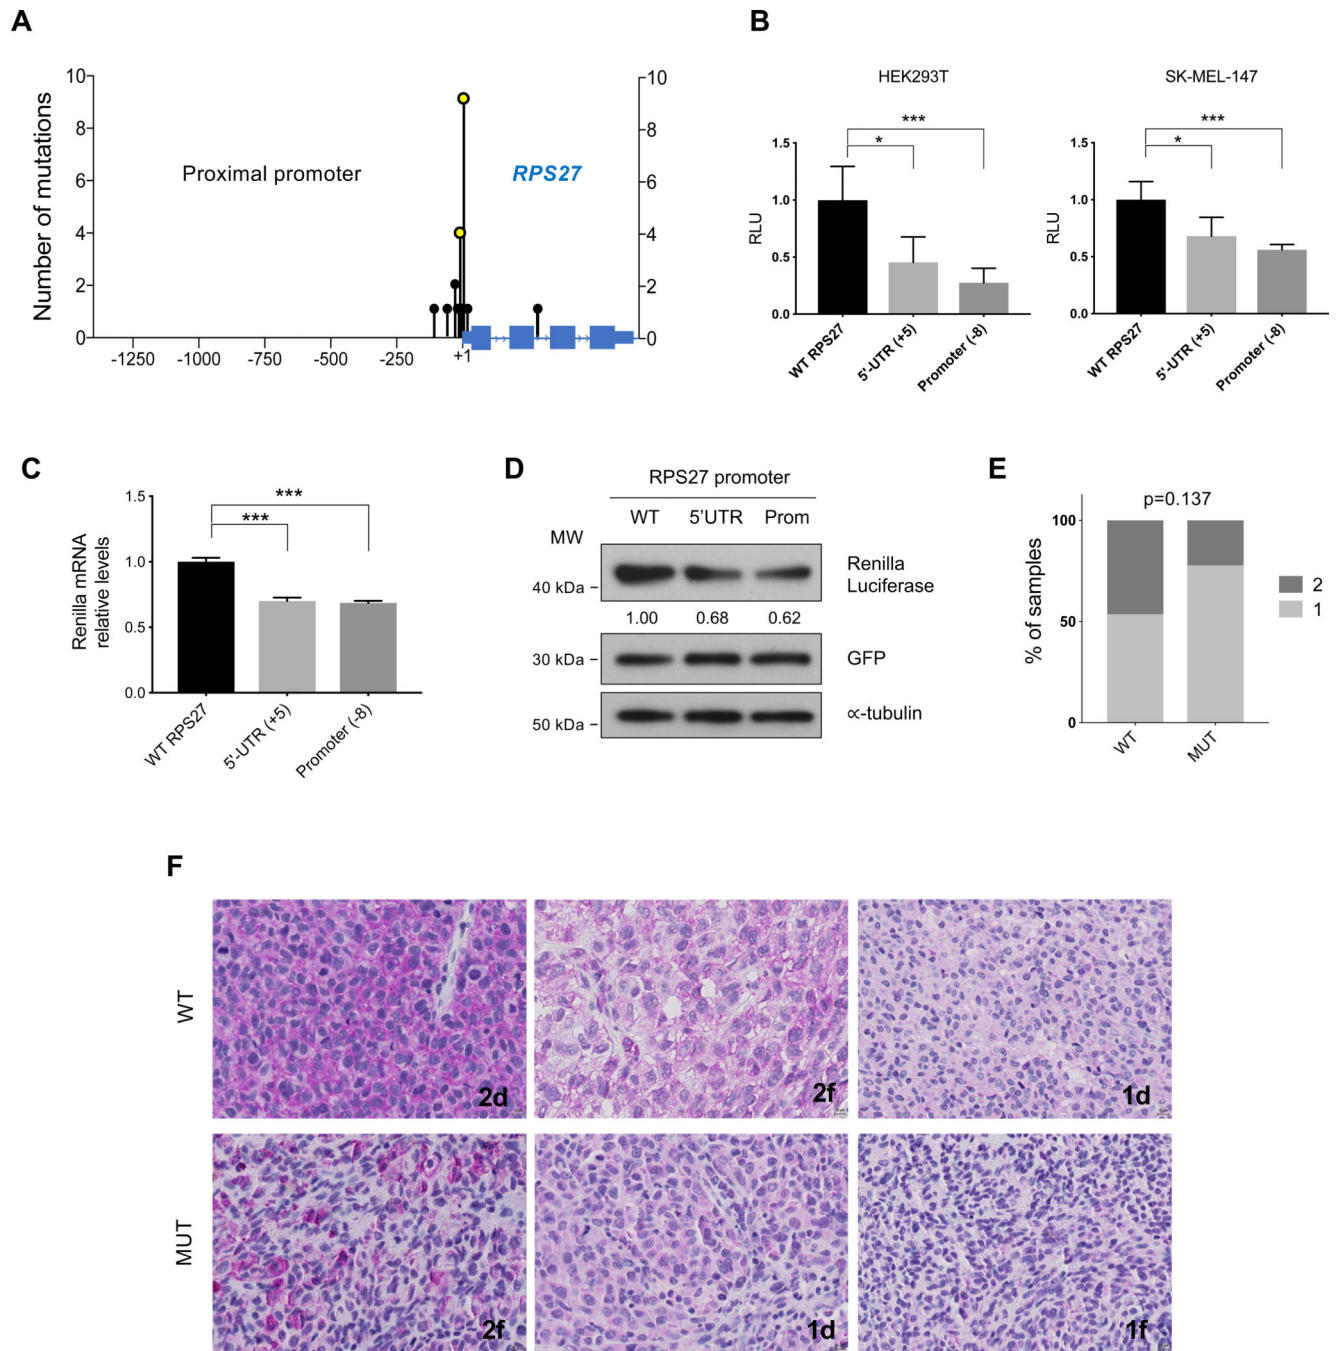 A
Number of mutations
10
8
6
4
2
0
10
8
6
4
2
0
Proximal promoter
RPS27
-1250
-1000
-750
-500
-250
+1
B
HEK293T
RLU
1.5
1.0
0.5
0.0
*
***
WT RPS27
5'-UTR (+5)
Promoter (-8)
SK-MEL-147
RLU
1.5
1.0
0.5
0.0
*
***
WT RPS27
5'-UTR (+5)
Promoter (-8)
C
Renilla mRNA
relative levels
1.5
1.0
0.5
0.0
***
***
WT RPS27
5'-UTR (+5)
Promoter (-8)
D
RPS27 promoter
WT 5'UTR Prom
MW
40 kDa
Renilla
Luciferase
1.00 0.68 0.62
30 kDa
GFP
50 kDa
∝-tubulin
E
p=0.137
% of samples
100
50
0
WT
MUT
2
1
F
WT
2d
2f
1d
MUT
2f
1d
1f